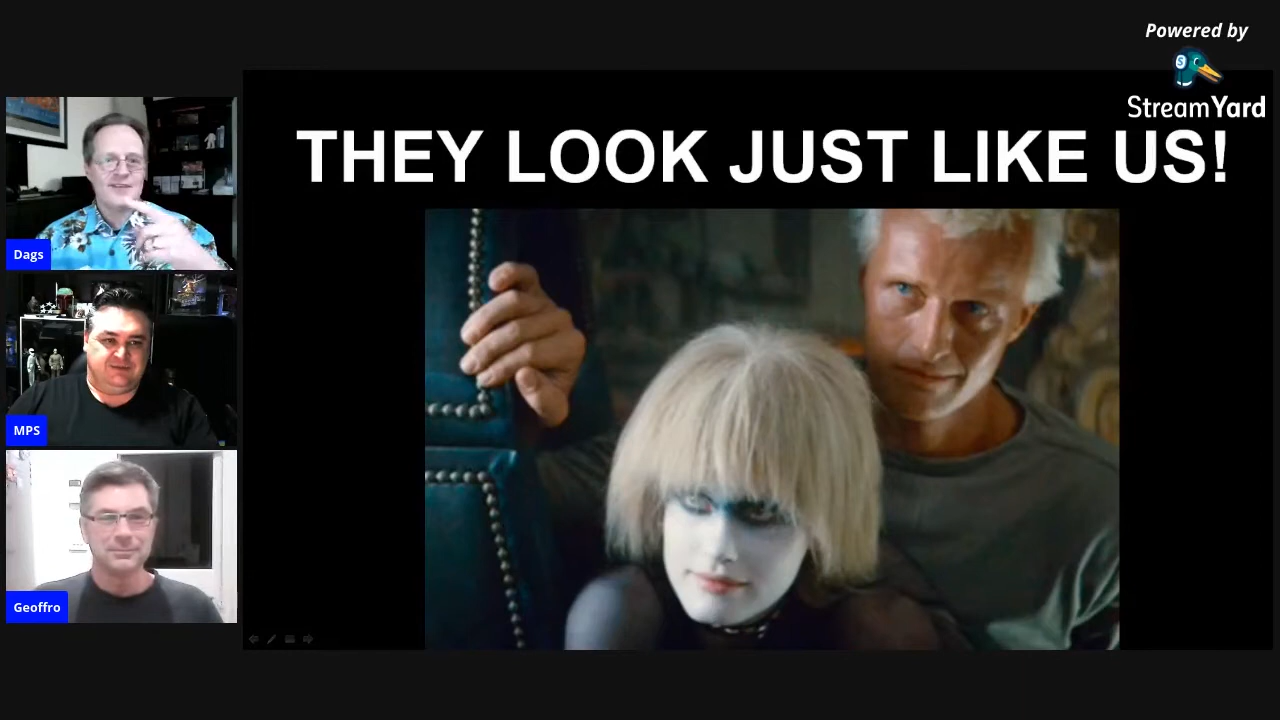 Powered by
StreamYard
THEY LOOK JUST LIKE US!
Dags
MPS
Geoffro